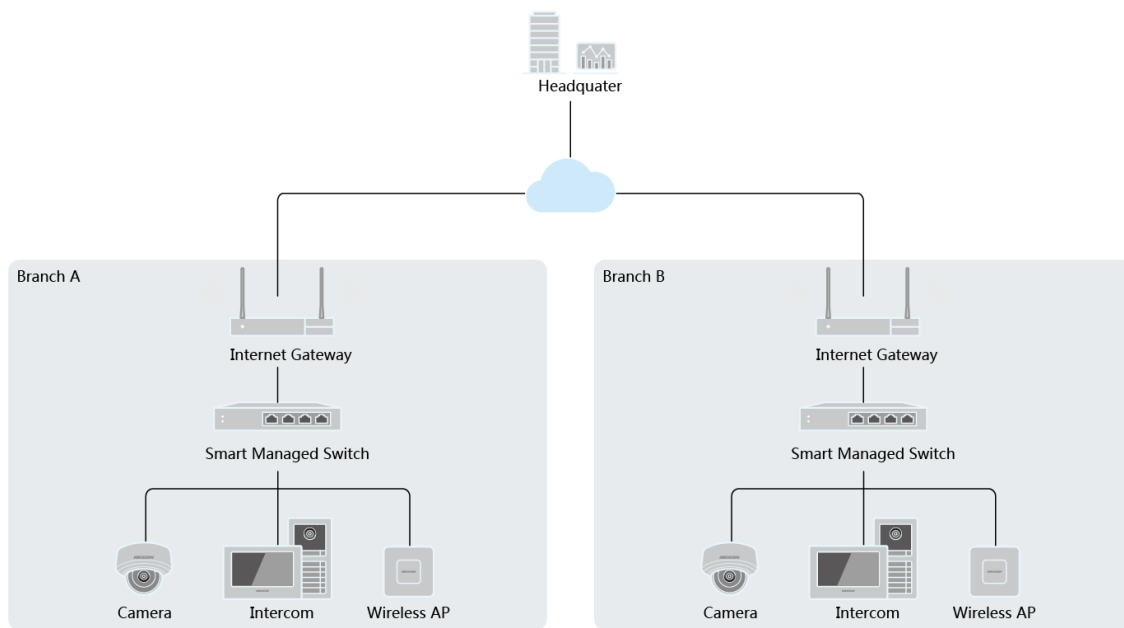 Headquater
Branch A
Branch B
Internet Gateway
Internet Gateway
Smart Managed Switch
Smart Managed Switch
Camera
Intercom
Wireless AP
Camera
Intercom
Wireless AP